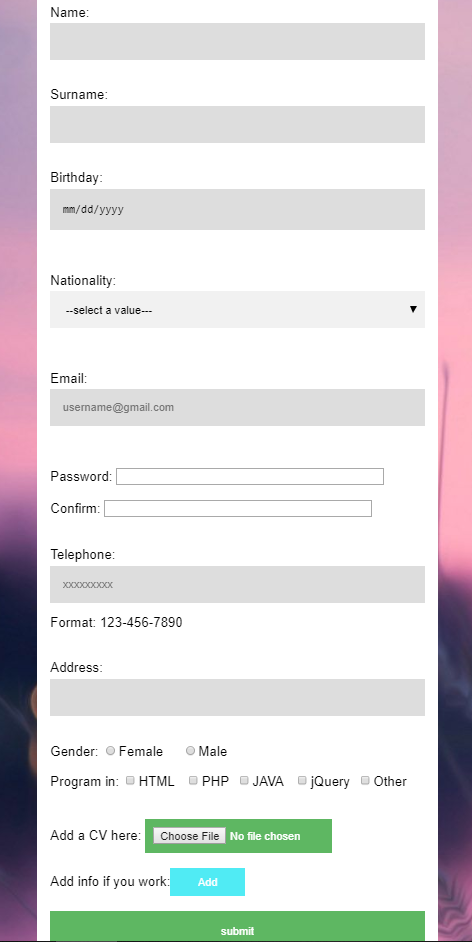 Name:
Surname:
Birthday:
mm/dd/yyyy
Nationality:
--select a value---
Email:
username@gmail.com
Password:
Confirm:
Telephone:
xxxxxxxxx
Format: 123-456-7890
Address:
Gender: Female Male
Program in: HTML PHP JAVA jQuery Other
Add a CV here: Choose File No file chosen
Add info if you work: Add
submit